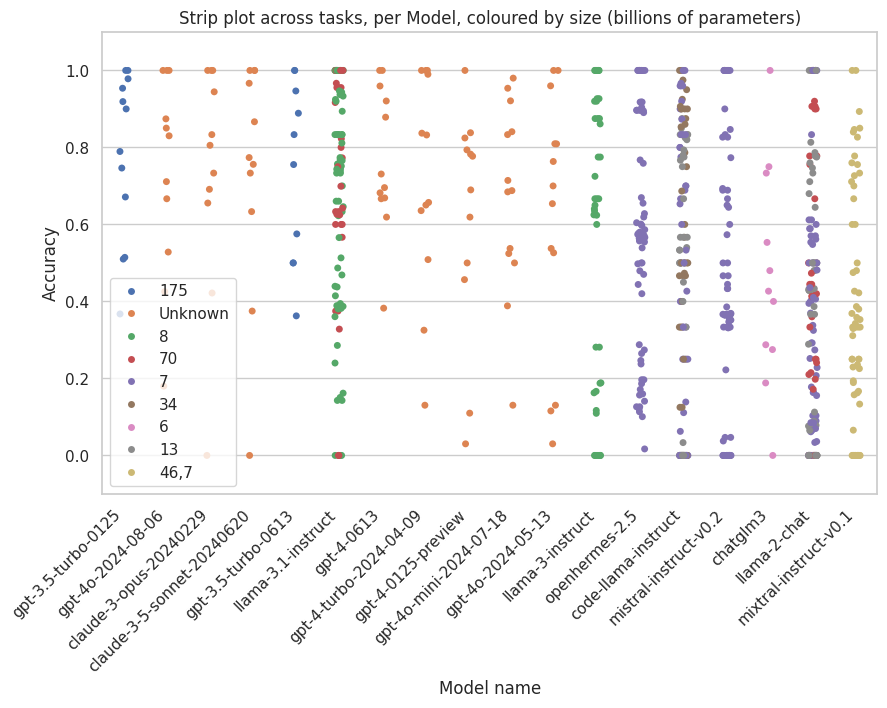 Strip plot across tasks, per Model, coloured by size (billions of parameters)
1.0
0.8
0.6
0.4
0.2
0.0
Accuracy
175
Unknown
8
70
7
34
6
13
46,7
gpt-3.5-turbo-0125
gpt-4o-2024-08-06
claude-3-opus-20240229
claude-3-5-sonnet-20240620
gpt-3.5-turbo-0613
llama-3.1-instruct
gpt-4-0613
gpt-4-turbo-2024-04-09
gpt-4-0125-preview
gpt-4o-mini-2024-07-18
gpt-4o-2024-05-13
llama-3-instruct
openhermes-2.5
code-llama-instruct
mistral-instruct-v0.2
chatglm3
llama-2-chat
mixtral-instruct-v0.1
Model name